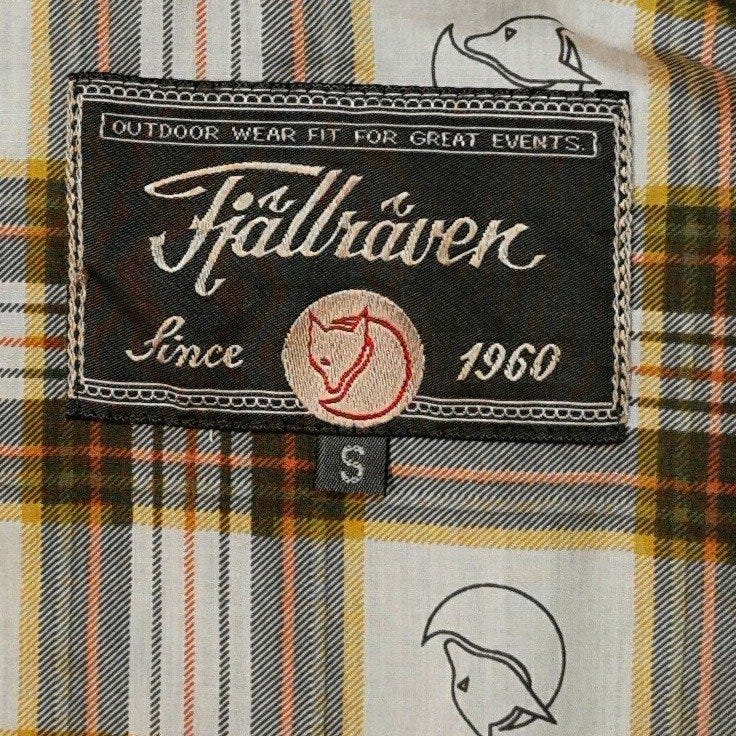 OUTDOOR WEAR FIT FOR GREAT EVENTS.
Fjällräven
Since 1960
S